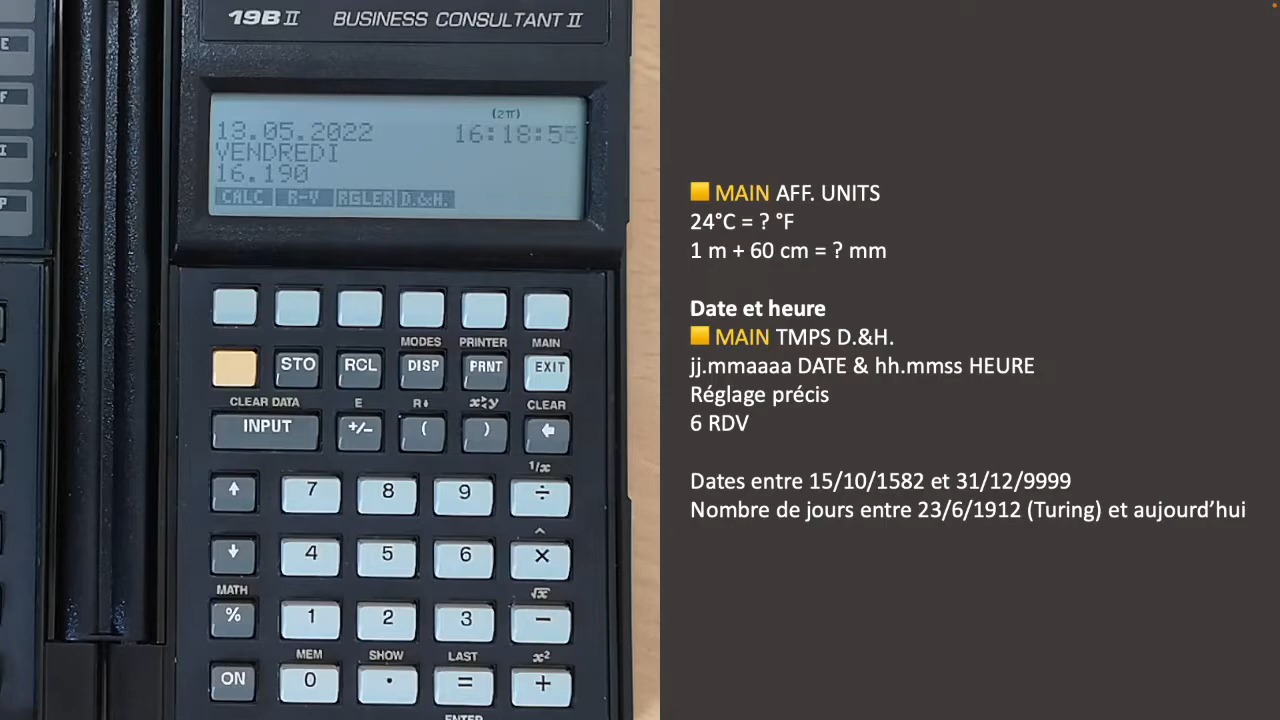 19BII BUSINESS CONSULTANT II
(2π)
13.05.2022 16:18:55
VENDREDI
16.190
CALC R-V RGLER D.&H.
MODES PRINTER MAIN
STO RCL DISP PRNT EXIT
CLEAR DATA E R x≷y CLEAR
INPUT +/– ( ) ←
1/x
↑ 7 8 9 ÷
^
↓ 4 5 6 ×
MATH √x
% 1 2 3 −
MEM SHOW LAST x²
ON 0 . = +
E
F
I
P
MAIN AFF. UNITS
24°C = ? °F
1 m + 60 cm = ? mm
Date et heure
MAIN TMPS D.&H.
jj.mmaaaa DATE & hh.mmss HEURE
Réglage précis
6 RDV
Dates entre 15/10/1582 et 31/12/9999
Nombre de jours entre 23/6/1912 (Turing) et aujourd’hui